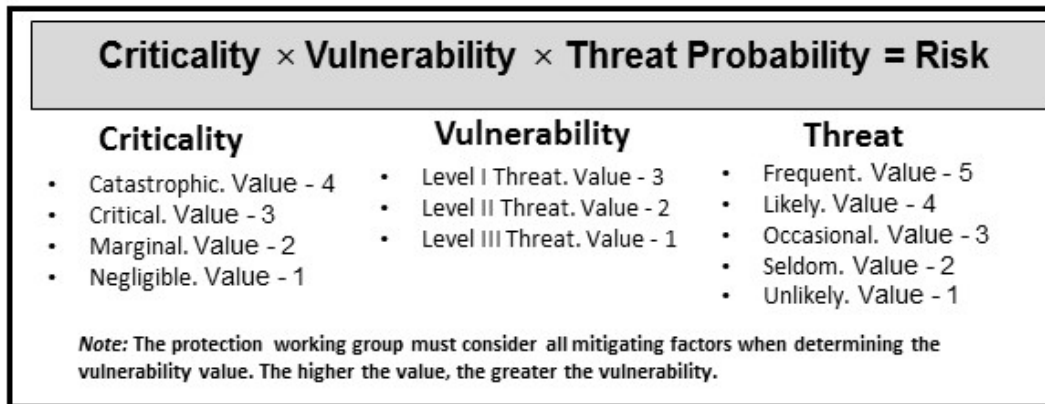 Criticality × Vulnerability × Threat Probability = Risk
Criticality
• Catastrophic. Value - 4
• Critical. Value - 3
• Marginal. Value - 2
• Negligible. Value - 1
Vulnerability
• Level I Threat. Value - 3
• Level II Threat. Value - 2
• Level III Threat. Value - 1
Threat
• Frequent. Value - 5
• Likely. Value - 4
• Occasional. Value - 3
• Seldom. Value - 2
• Unlikely. Value - 1
Note: The protection working group must consider all mitigating factors when determining the
vulnerability value. The higher the value, the greater the vulnerability.